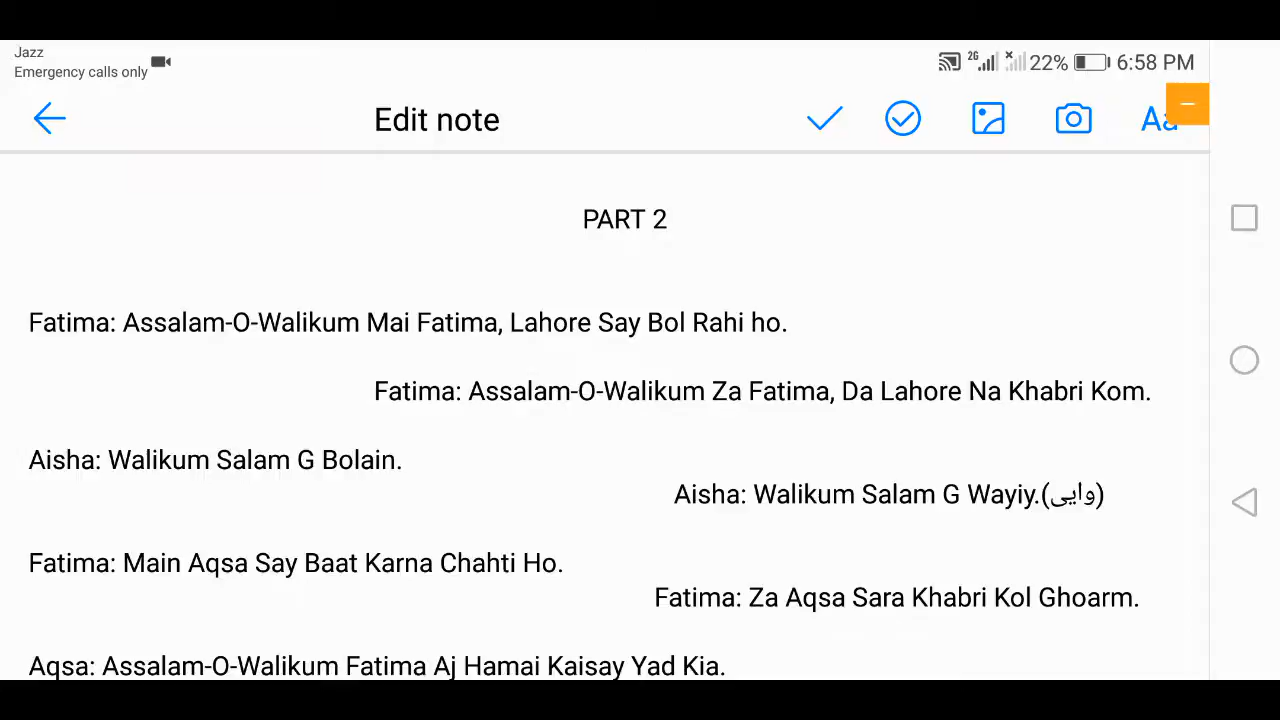 Jazz
Emergency calls only
2G
22%
6:58 PM
Edit note
Aa
PART 2
Fatima: Assalam-O-Walikum Mai Fatima, Lahore Say Bol Rahi ho.
Fatima: Assalam-O-Walikum Za Fatima, Da Lahore Na Khabri Kom.
Aisha: Walikum Salam G Bolain.
Aisha: Walikum Salam G Wayiy.(وایی)
Fatima: Main Aqsa Say Baat Karna Chahti Ho.
Fatima: Za Aqsa Sara Khabri Kol Ghoarm.
Aqsa: Assalam-O-Walikum Fatima Aj Hamai Kaisay Yad Kia.